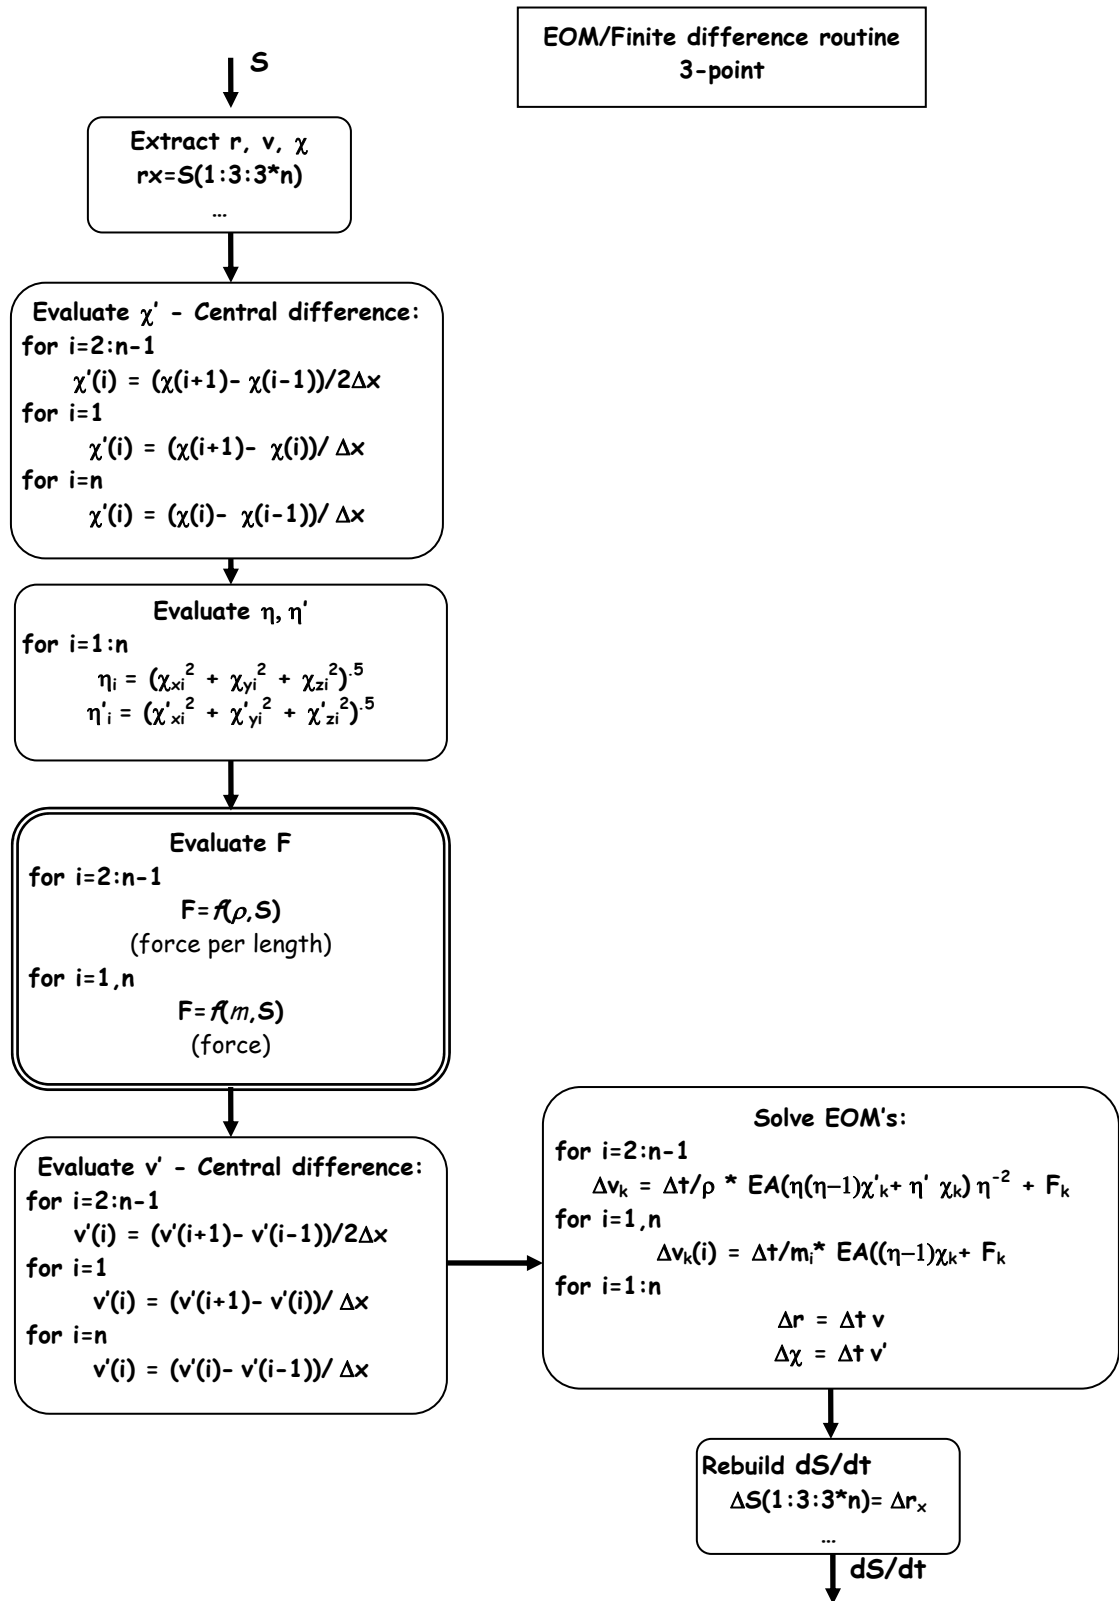 EOM/Finite difference routine
3-point
S
Extract r, v, χ
rx=S(1:3:3*n)
…
Evaluate χ' - Central difference:
for i=2:n-1
χ'(i) = (χ(i+1)- χ(i-1))/2Δx
for i=1
χ'(i) = (χ(i+1)- χ(i))/ Δx
for i=n
χ'(i) = (χ(i)- χ(i-1))/ Δx
Evaluate η, η'
for i=1:n
ηᵢ = (χₓᵢ² + χ_yi² + χ_zi²)^.5
η'ᵢ = (χ'ₓᵢ² + χ'_yi² + χ'_zi²)^.5
Evaluate F
for i=2:n-1
F=f(ρ,S)
(force per length)
for i=1,n
F=f(m,S)
(force)
Evaluate v' - Central difference:
for i=2:n-1
v'(i) = (v'(i+1)- v'(i-1))/2Δx
for i=1
v'(i) = (v'(i+1)- v'(i))/ Δx
for i=n
v'(i) = (v'(i)- v'(i-1))/ Δx
Solve EOM's:
for i=2:n-1
Δvₖ = Δt/ρ * EA(η(η−1)χ'ₖ+ η' χₖ) η⁻² + Fₖ
for i=1,n
Δvₖ(i) = Δt/mᵢ* EA((η−1)χₖ+ Fₖ
for i=1:n
Δr = Δt v
Δχ = Δt v'
Rebuild dS/dt
ΔS(1:3:3*n)= Δrₓ
…
dS/dt